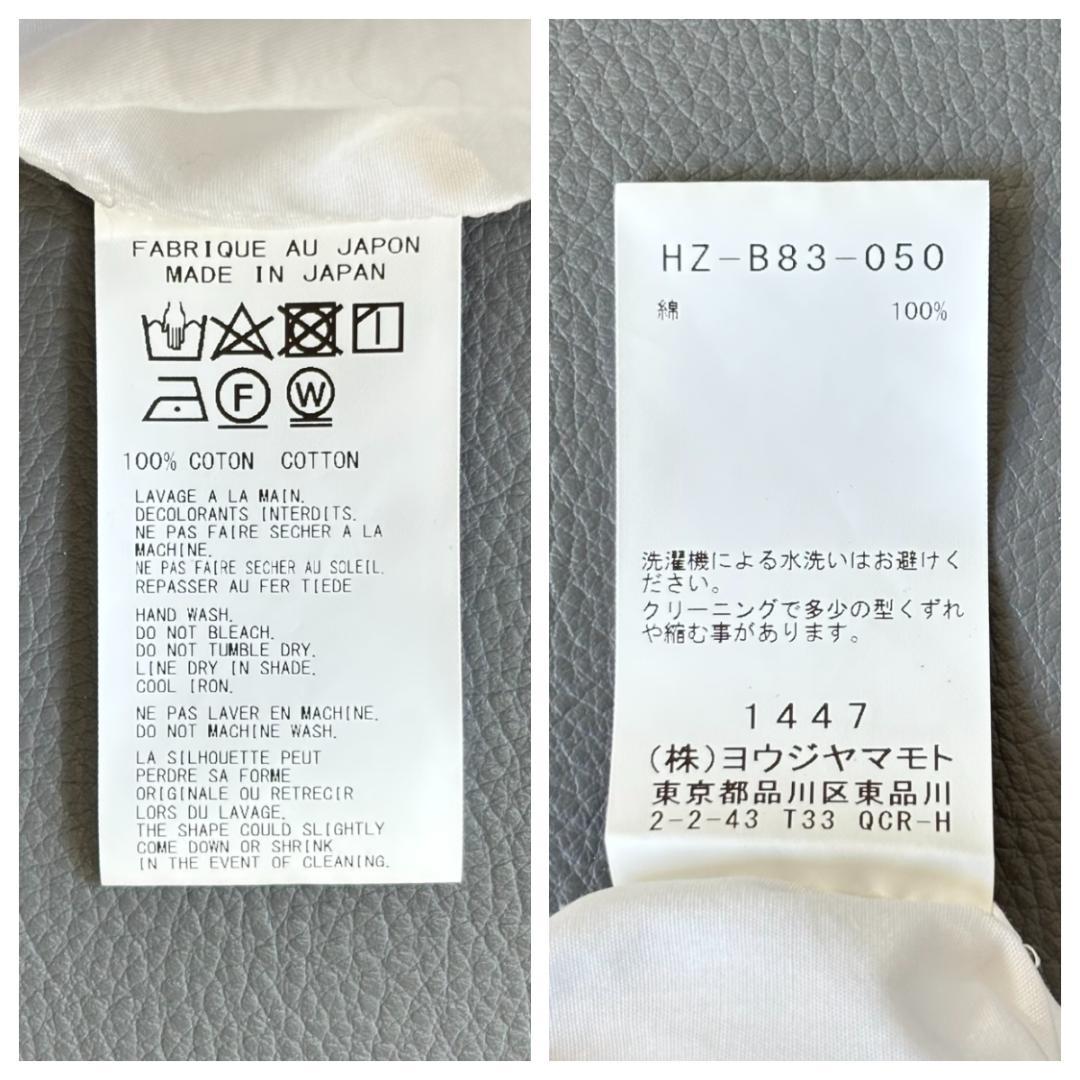 FABRIQUE AU JAPON
MADE IN JAPAN
F
W
100% COTON COTTON
LAVAGE A LA MAIN.
DECOLORANTS INTERDITS.
NE PAS FAIRE SECHER A LA
MACHINE.
NE PAS FAIRE SECHER AU SOLEIL.
REPASSER AU FER TIEDE
HAND WASH.
DO NOT BLEACH.
DO NOT TUMBLE DRY.
LINE DRY IN SHADE.
COOL IRON.
NE PAS LAVER EN MACHINE.
DO NOT MACHINE WASH.
LA SILHOUETTE PEUT
PERDRE SA FORME
ORIGINALE OU RETRECIR
LORS DU LAVAGE.
THE SHAPE COULD SLIGHTLY
COME DOWN OR SHRINK
IN THE EVENT OF CLEANING.
HZ-B83-050
綿 100%
洗濯機による水洗いはお避けく
ださい。
クリーニングで多少の型くずれ
や縮む事があります。
1447
(株)ヨウジヤマモト
東京都品川区東品川
2-2-43 T33 QCR-H